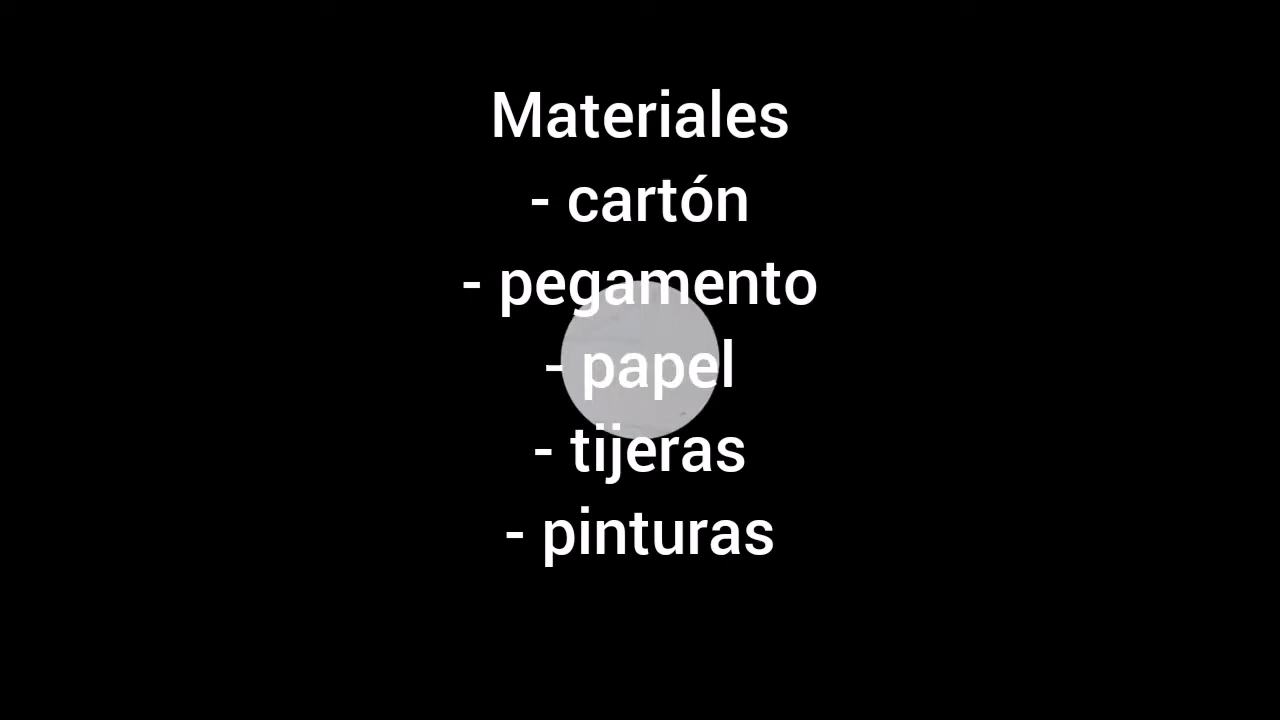 Materiales
- cartón
- pegamento
- papel
- tijeras
- pinturas